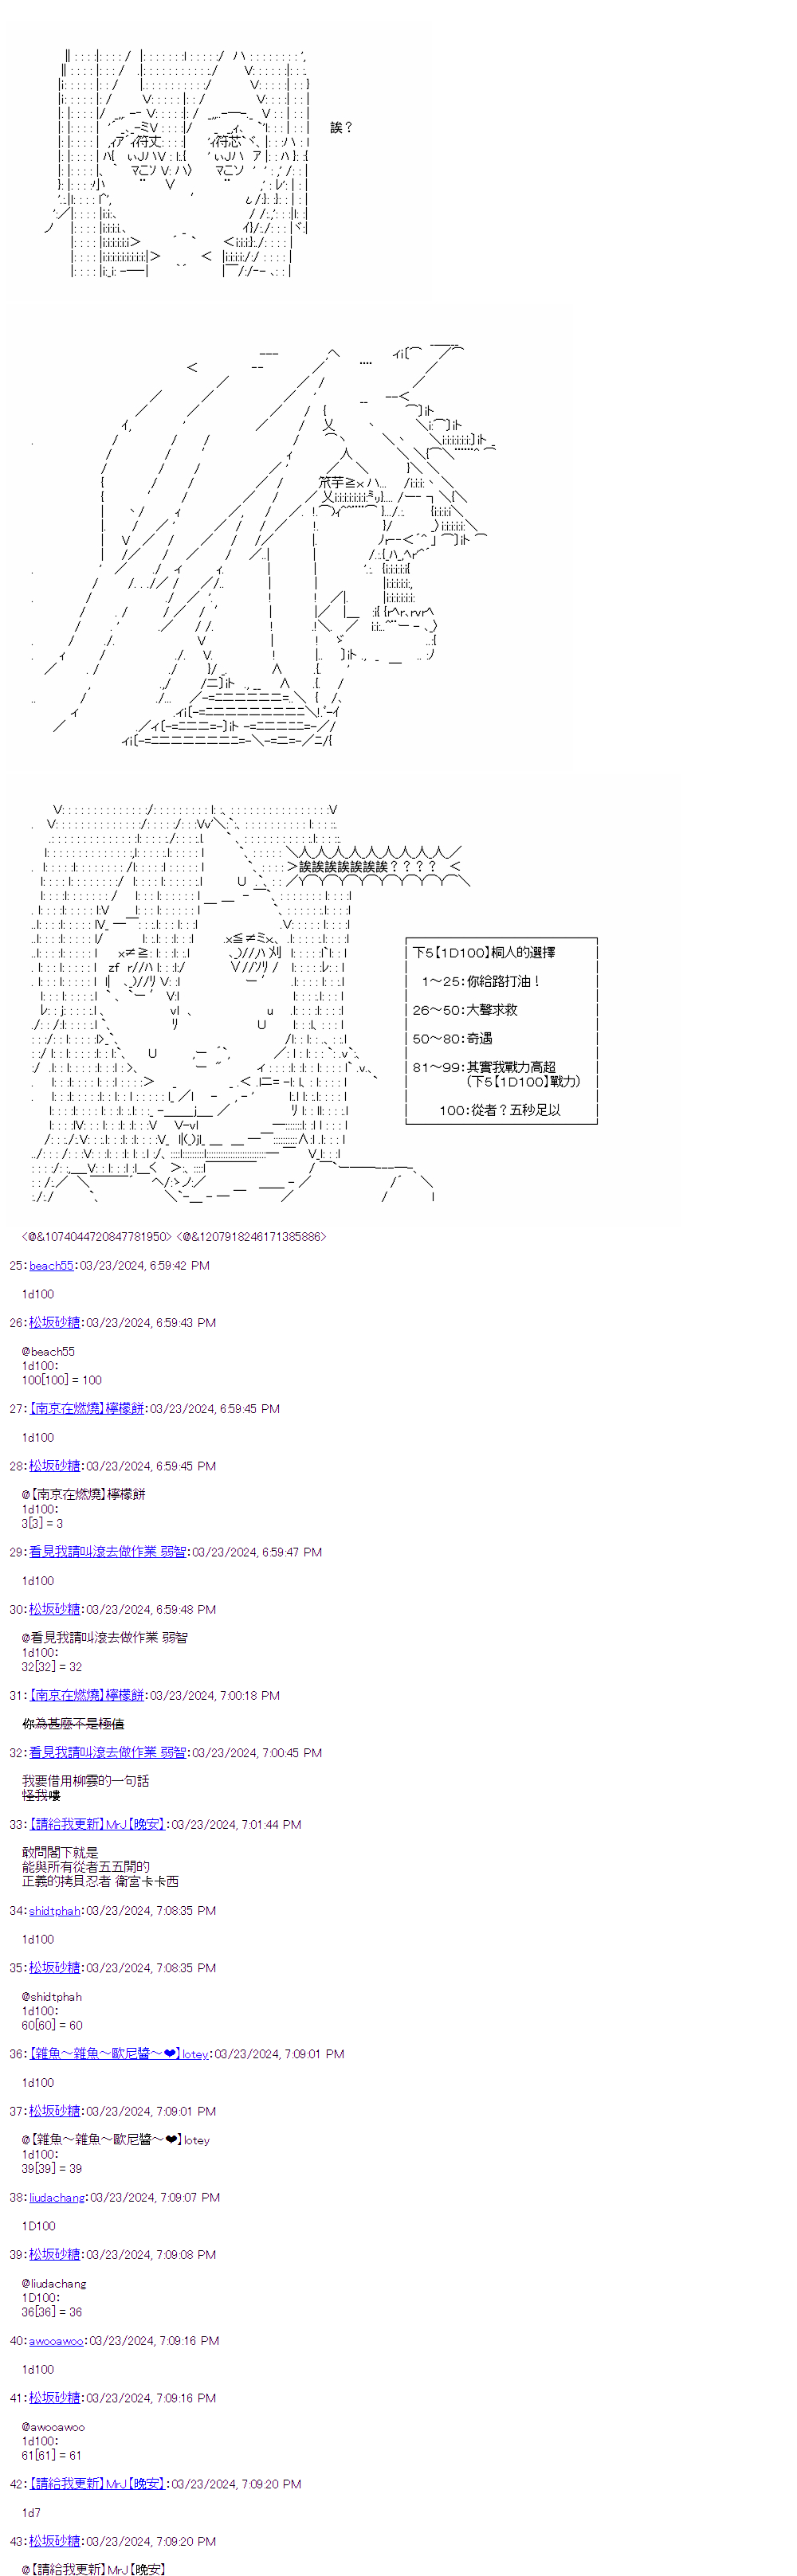 誒？
＞誒誒誒誒誒誒誒？？？？　＜
下5【1D100】桐人的選擇
1～25：你給路打油！
26～50：大聲求救
50～80：奇遇
81～99：其實我戰力高超
（下5【1D100】戰力）
100：從者？五秒足以
<@&1074044720847781950> <@&1207918246171385886>
25：beach55：03/23/2024, 6:59:42 PM
1d100
26：松坂砂糖：03/23/2024, 6:59:43 PM
@beach55
1d100：
100[100] = 100
27：【南京在燃燒】檸檬餅：03/23/2024, 6:59:45 PM
1d100
28：松坂砂糖：03/23/2024, 6:59:45 PM
@【南京在燃燒】檸檬餅
1d100：
3[3] = 3
29：看見我請叫滾去做作業 弱智：03/23/2024, 6:59:47 PM
1d100
30：松坂砂糖：03/23/2024, 6:59:48 PM
@看見我請叫滾去做作業 弱智
1d100：
32[32] = 32
31：【南京在燃燒】檸檬餅：03/23/2024, 7:00:18 PM
你為甚麼不是極值
32：看見我請叫滾去做作業 弱智：03/23/2024, 7:00:45 PM
我要借用柳雲的一句話
怪我嘍
33：【請給我更新】MrJ【晚安】：03/23/2024, 7:01:44 PM
敢問閣下就是
能與所有從者五五開的
正義的拷貝忍者 衛宮卡卡西
34：shidtphah：03/23/2024, 7:08:35 PM
1d100
35：松坂砂糖：03/23/2024, 7:08:35 PM
@shidtphah
1d100：
60[60] = 60
36：【雜魚～雜魚～歐尼醬～❤】lotey：03/23/2024, 7:09:01 PM
1d100
37：松坂砂糖：03/23/2024, 7:09:01 PM
@【雜魚～雜魚～歐尼醬～❤】lotey
1d100：
39[39] = 39
38：liudachang：03/23/2024, 7:09:07 PM
1D100
39：松坂砂糖：03/23/2024, 7:09:08 PM
@liudachang
1D100：
36[36] = 36
40：awooawoo：03/23/2024, 7:09:16 PM
1d100
41：松坂砂糖：03/23/2024, 7:09:16 PM
@awooawoo
1d100：
61[61] = 61
42：【請給我更新】MrJ【晚安】：03/23/2024, 7:09:20 PM
1d7
43：松坂砂糖：03/23/2024, 7:09:20 PM
@【請給我更新】MrJ【晚安】